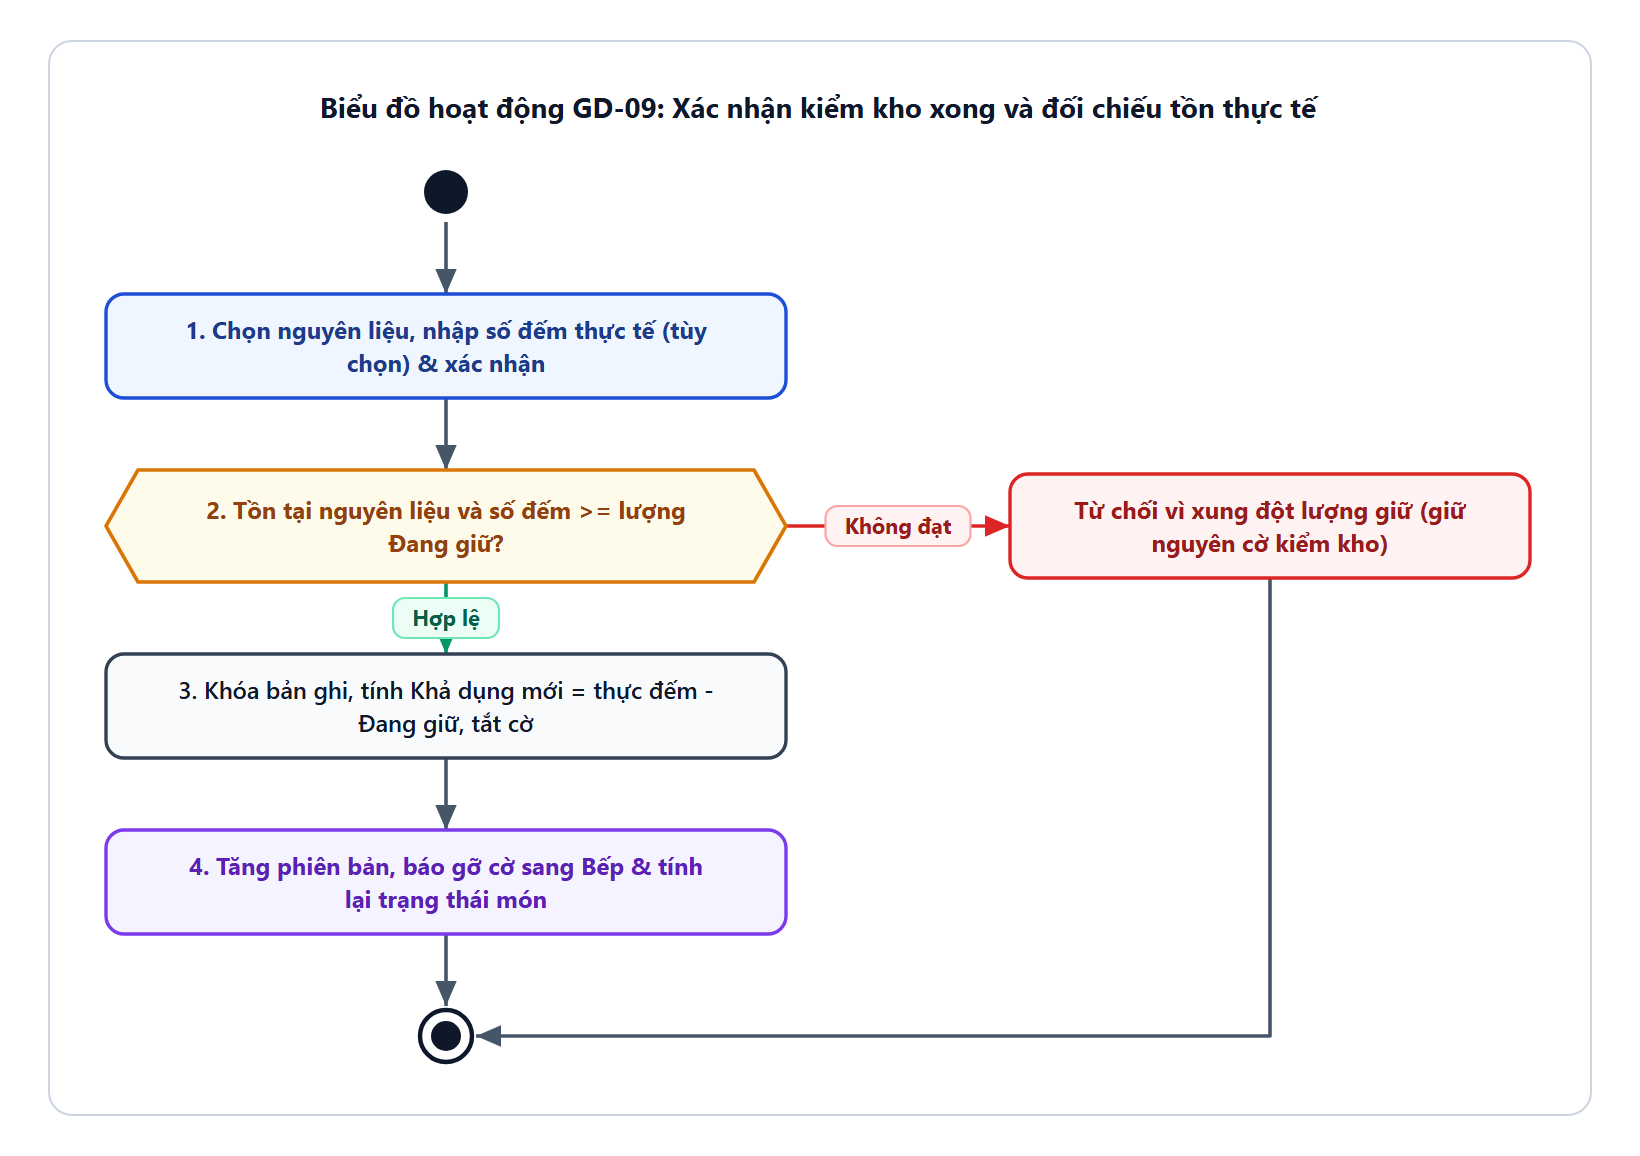 Biểu đồ hoạt động GD-09: Xác nhận kiểm kho xong và đối chiếu tồn thực tế
1. Chọn nguyên liệu, nhập số đếm thực tế (tùy
chọn) & xác nhận
2. Tồn tại nguyên liệu và số đếm >= lượng
Đang giữ?
Không đạt
Từ chối vì xung đột lượng giữ (giữ
nguyên cờ kiểm kho)
Hợp lệ
3. Khóa bản ghi, tính Khả dụng mới = thực đếm -
Đang giữ, tắt cờ
4. Tăng phiên bản, báo gỡ cờ sang Bếp & tính
lại trạng thái món